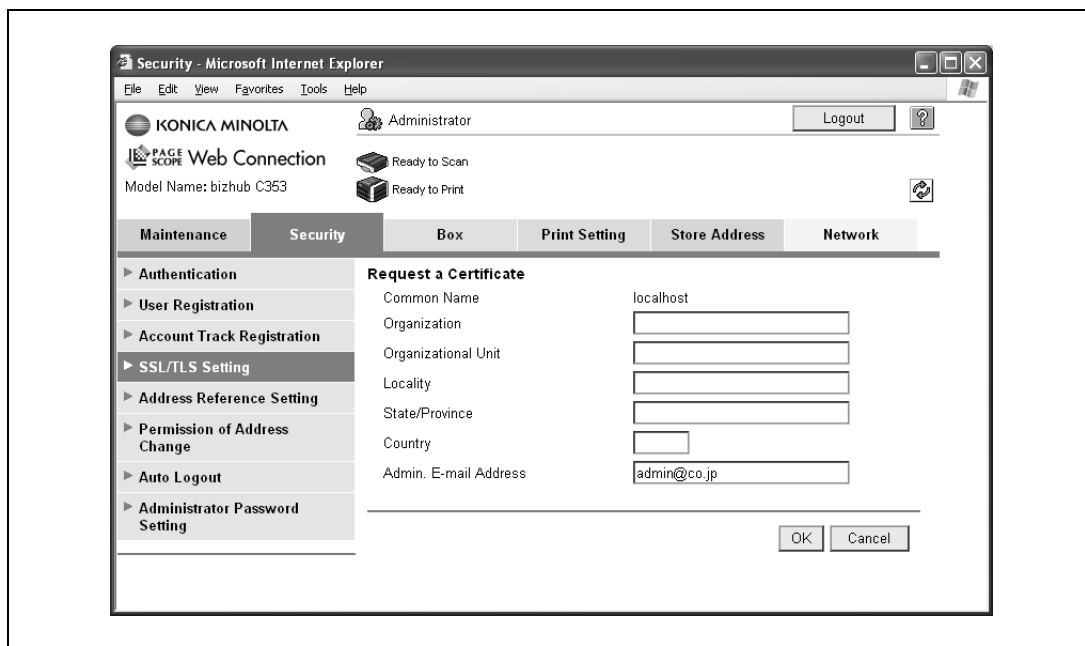 Security - Microsoft Internet Explorer
File Edit View Favorites Tools Help
KONICA MINOLTA
Administrator
Logout
?
PAGE SCOPE Web Connection
Ready to Scan
Model Name: bizhub C353
Ready to Print
Maintenance Security Box Print Setting Store Address Network
Authentication
User Registration
Account Track Registration
SSL/TLS Setting
Address Reference Setting
Permission of Address
Change
Auto Logout
Administrator Password
Setting
Request a Certificate
Common Name localhost
Organization
Organizational Unit
Locality
State/Province
Country
Admin. E-mail Address admin@co.jp
OK Cancel